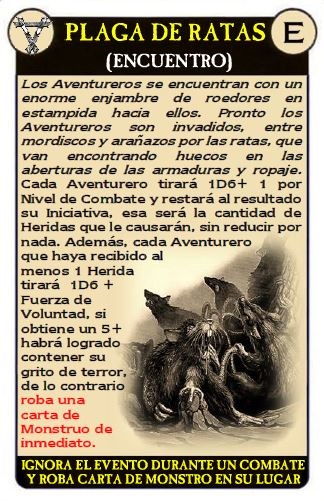 PLAGA DE RATAS
E
(ENCUENTRO)
Los Aventureros se encuentran con un
enorme enjambre de roedores en
estampida hacia ellos. Pronto los
Aventureros son invadidos, entre
mordiscos y arañazos por las ratas, que
van encontrando huecos en las
aberturas de las armaduras y ropaje.
Cada Aventurero tirará 1D6+ 1 por
Nivel de Combate y restará al resultado
su Iniciativa, esa será la cantidad de
Heridas que le causarán, sin reducir por
nada. Además, cada Aventurero
que haya recibido al
menos 1 Herida
tirará 1D6 +
Fuerza de
Voluntad, si
obtiene un 5+
habrá logrado
contener su
grito de terror,
de lo contrario
roba una
carta de
Monstruo de
inmediato.
IGNORA EL EVENTO DURANTE UN COMBATE
Y ROBA CARTA DE MONSTRO EN SU LUGAR